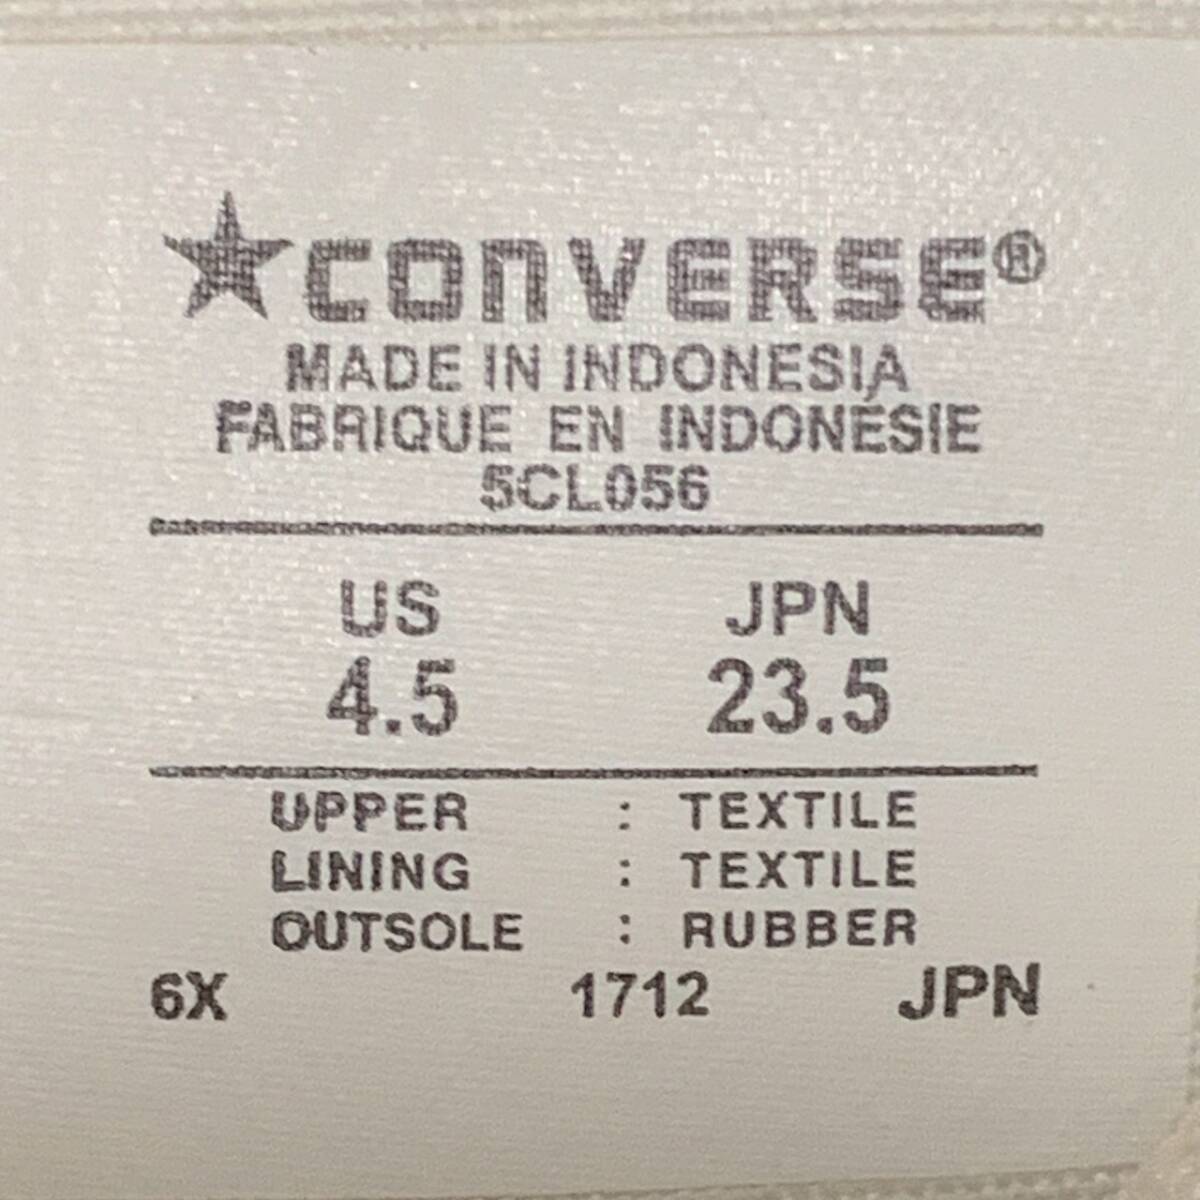 ★CONVERSE®
MADE IN INDONESIA
FABRIQUE EN INDONÉSIE
5CL056
US JPN
4.5 23.5
UPPER : TEXTILE
LINING : TEXTILE
OUTSOLE : RUBBER
6X 1712 JPN